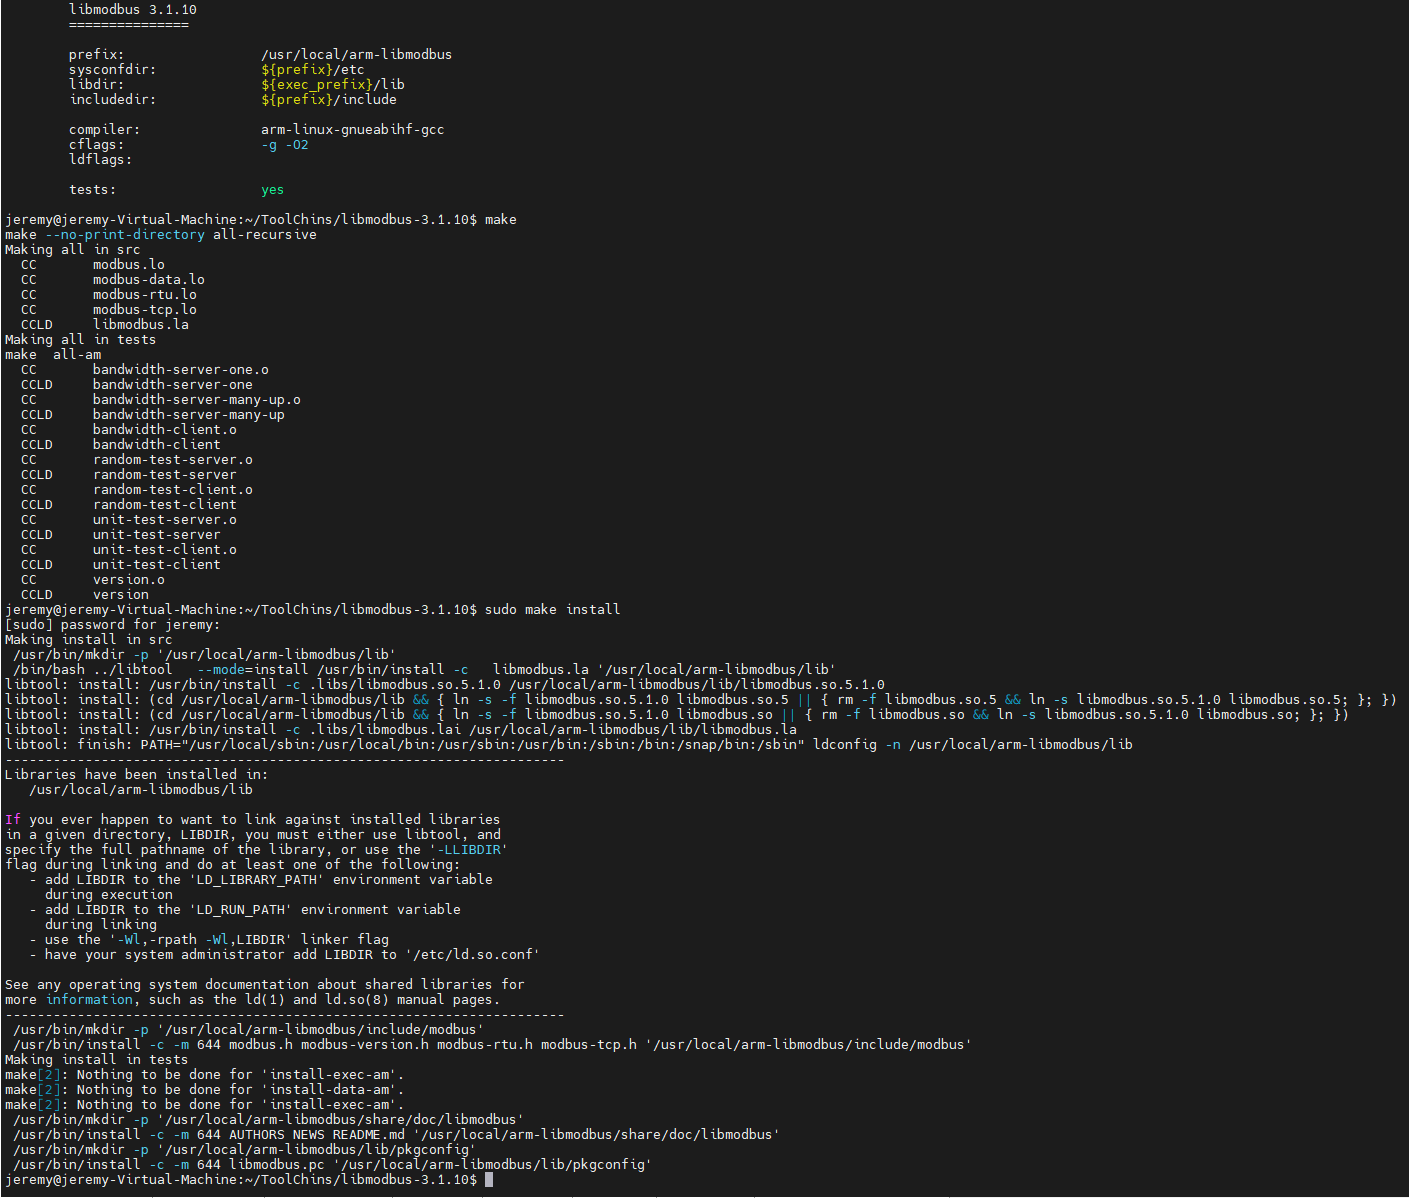 libmodbus 3.1.10
===============
prefix: /usr/local/arm-libmodbus
sysconfdir: ${prefix}/etc
libdir: ${exec_prefix}/lib
includedir: ${prefix}/include
compiler: arm-linux-gnueabihf-gcc
cflags: -g -O2
ldflags:
tests: yes
jeremy@jeremy-Virtual-Machine:~/ToolChins/libmodbus-3.1.10$ make
make --no-print-directory all-recursive
Making all in src
CC modbus.lo
CC modbus-data.lo
CC modbus-rtu.lo
CC modbus-tcp.lo
CCLD libmodbus.la
Making all in tests
make all-am
CC bandwidth-server-one.o
CCLD bandwidth-server-one
CC bandwidth-server-many-up.o
CCLD bandwidth-server-many-up
CC bandwidth-client.o
CCLD bandwidth-client
CC random-test-server.o
CCLD random-test-server
CC random-test-client.o
CCLD random-test-client
CC unit-test-server.o
CCLD unit-test-server
CC unit-test-client.o
CCLD unit-test-client
CC version.o
CCLD version
jeremy@jeremy-Virtual-Machine:~/ToolChins/libmodbus-3.1.10$ sudo make install
[sudo] password for jeremy:
Making install in src
/usr/bin/mkdir -p '/usr/local/arm-libmodbus/lib'
/bin/bash ../libtool --mode=install /usr/bin/install -c libmodbus.la '/usr/local/arm-libmodbus/lib'
libtool: install: /usr/bin/install -c .libs/libmodbus.so.5.1.0 /usr/local/arm-libmodbus/lib/libmodbus.so.5.1.0
libtool: install: (cd /usr/local/arm-libmodbus/lib && { ln -s -f libmodbus.so.5.1.0 libmodbus.so.5 || { rm -f libmodbus.so.5 && ln -s libmodbus.so.5.1.0 libmodbus.so.5; }; })
libtool: install: (cd /usr/local/arm-libmodbus/lib && { ln -s -f libmodbus.so.5.1.0 libmodbus.so || { rm -f libmodbus.so && ln -s libmodbus.so.5.1.0 libmodbus.so; }; })
libtool: install: /usr/bin/install -c .libs/libmodbus.lai /usr/local/arm-libmodbus/lib/libmodbus.la
libtool: finish: PATH="/usr/local/sbin:/usr/local/bin:/usr/sbin:/usr/bin:/sbin:/bin:/snap/bin:/sbin" ldconfig -n /usr/local/arm-libmodbus/lib
----------------------------------------------------------------------
Libraries have been installed in:
/usr/local/arm-libmodbus/lib
If you ever happen to want to link against installed libraries
in a given directory, LIBDIR, you must either use libtool, and
specify the full pathname of the library, or use the '-LLIBDIR'
flag during linking and do at least one of the following:
- add LIBDIR to the 'LD_LIBRARY_PATH' environment variable
during execution
- add LIBDIR to the 'LD_RUN_PATH' environment variable
during linking
- use the '-Wl,-rpath -Wl,LIBDIR' linker flag
- have your system administrator add LIBDIR to '/etc/ld.so.conf'
See any operating system documentation about shared libraries for
more information, such as the ld(1) and ld.so(8) manual pages.
----------------------------------------------------------------------
/usr/bin/mkdir -p '/usr/local/arm-libmodbus/include/modbus'
/usr/bin/install -c -m 644 modbus.h modbus-version.h modbus-rtu.h modbus-tcp.h '/usr/local/arm-libmodbus/include/modbus'
Making install in tests
make[2]: Nothing to be done for 'install-exec-am'.
make[2]: Nothing to be done for 'install-data-am'.
make[2]: Nothing to be done for 'install-exec-am'.
/usr/bin/mkdir -p '/usr/local/arm-libmodbus/share/doc/libmodbus'
/usr/bin/install -c -m 644 AUTHORS NEWS README.md '/usr/local/arm-libmodbus/share/doc/libmodbus'
/usr/bin/mkdir -p '/usr/local/arm-libmodbus/lib/pkgconfig'
/usr/bin/install -c -m 644 libmodbus.pc '/usr/local/arm-libmodbus/lib/pkgconfig'
jeremy@jeremy-Virtual-Machine:~/ToolChins/libmodbus-3.1.10$